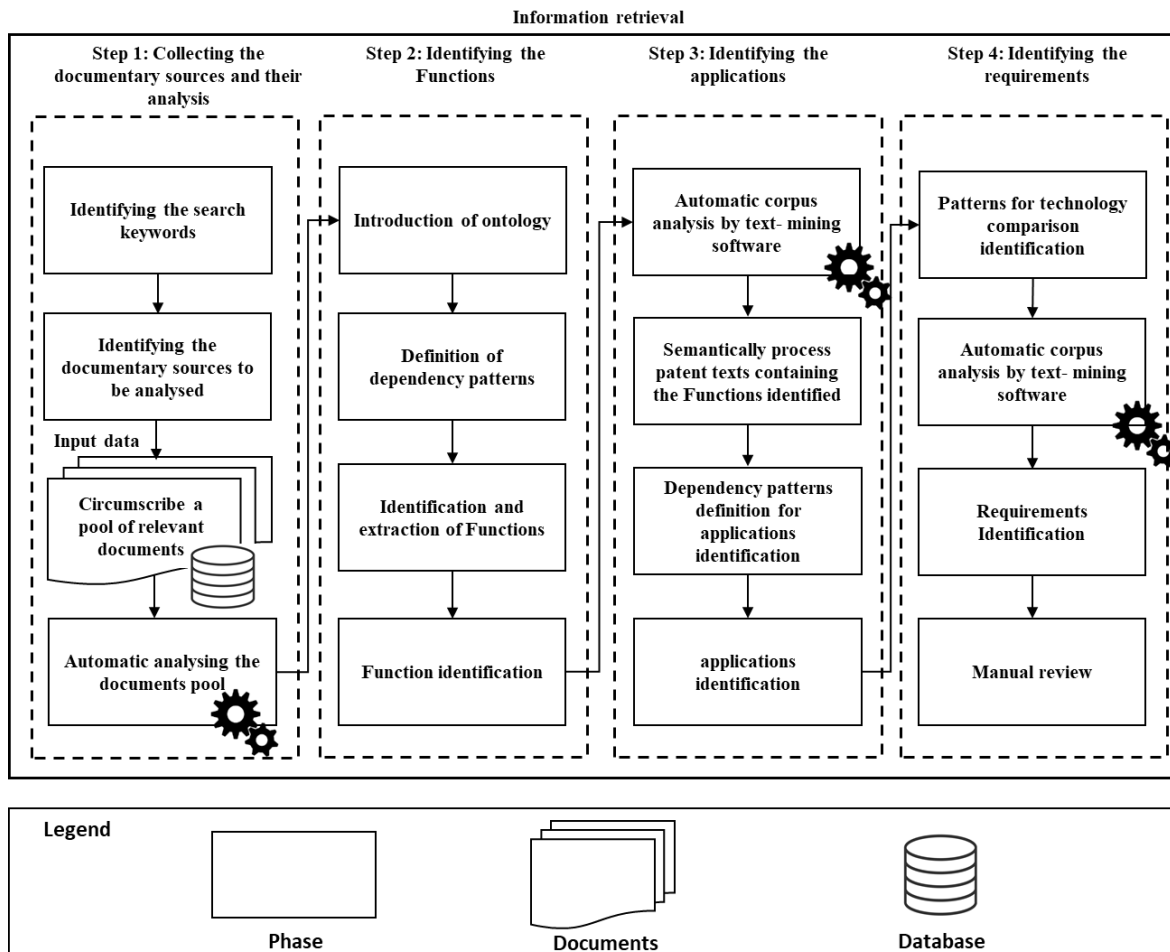 Information retrieval
Step 1: Collecting the
documentary sources and their
analysis
Identifying the search
keywords
Identifying the
documentary sources to
be analysed
Input data
Circumscribe a
pool of relevant
documents
Automatic analysing the
documents pool
Step 2: Identifying the
Functions
Introduction of ontology
Definition of
dependency patterns
Identification and
extraction of Functions
Function identification
Step 3: Identifying the
applications
Automatic corpus
analysis by text- mining
software
Semantically process
patent texts containing
the Functions identified
Dependency patterns
definition for
applications
identification
applications
identification
Step 4: Identifying the
requirements
Patterns for technology
comparison
identification
Automatic corpus
analysis by text- mining
software
Requirements
Identification
Manual review
Legend
Phase
Documents
Database